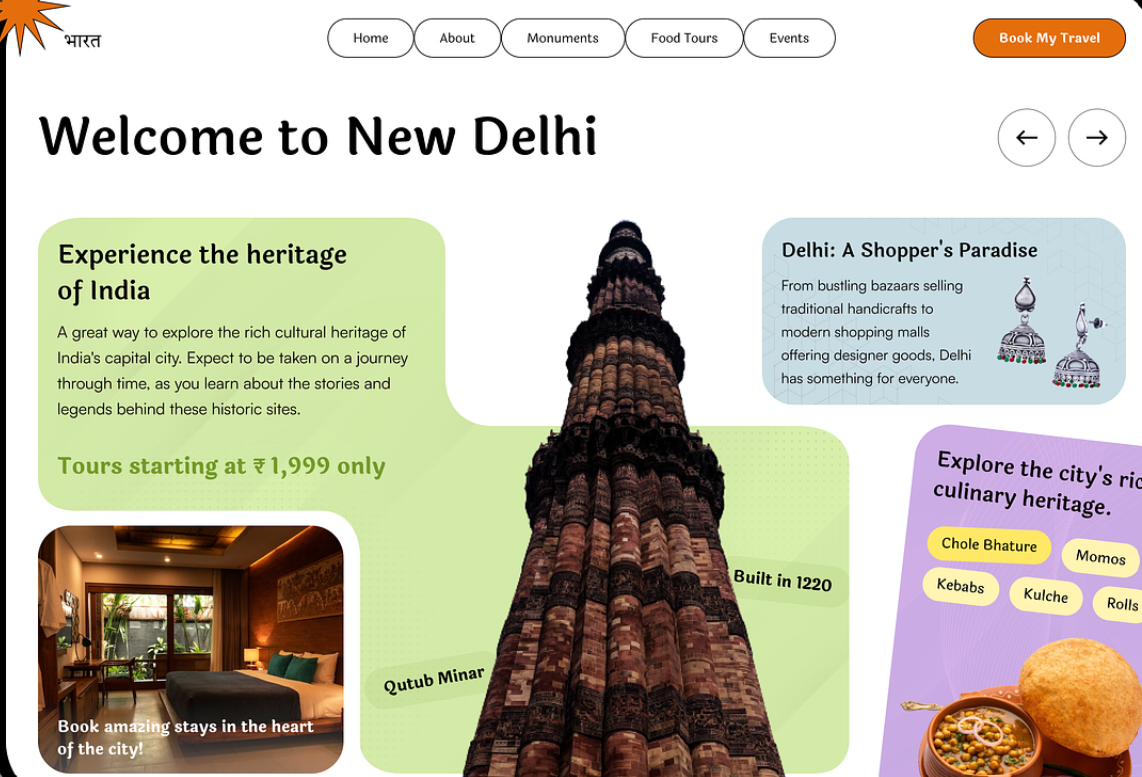 भारत
Home
About
Monuments
Food Tours
Events
Book My Travel
Welcome to New Delhi
Experience the heritage
of India
A great way to explore the rich cultural heritage of
India's capital city. Expect to be taken on a journey
through time, as you learn about the stories and
legends behind these historic sites.
Tours starting at ₹1,999 only
Book amazing stays in the heart
of the city!
Qutub Minar
Built in 1220
Delhi: A Shopper's Paradise
From bustling bazaars selling
traditional handicrafts to
modern shopping malls
offering designer goods, Delhi
has something for everyone.
Explore the city's ric
culinary heritage.
Chole Bhature
Momos
Kebabs
Kulche
Rolls